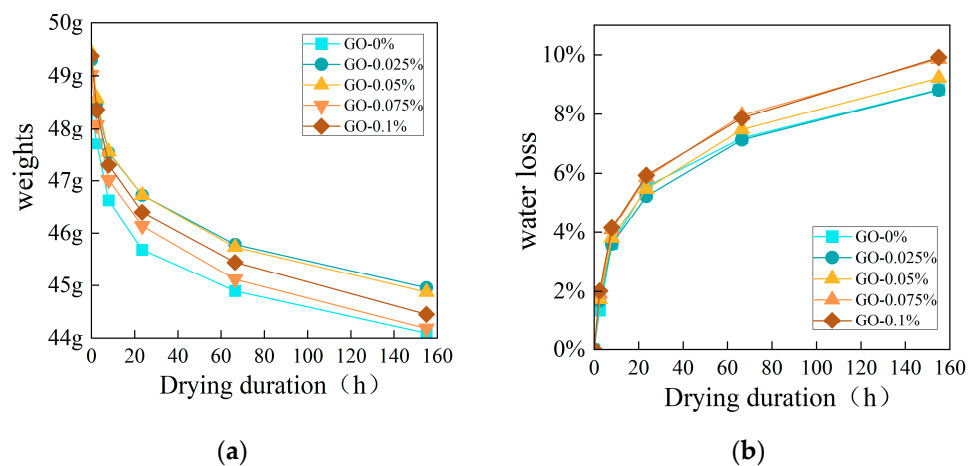 50g
49g
48g
47g
46g
45g
44g
weights
GO-0%
GO-0.025%
GO-0.05%
GO-0.075%
GO-0.1%
0 20 40 60 80 100 120 140 160
Drying duration（h）
(a)
10%
8%
6%
4%
2%
0%
water loss
GO-0%
GO-0.025%
GO-0.05%
GO-0.075%
GO-0.1%
0 20 40 60 80 100 120 140 160
Drying duration（h）
(b)